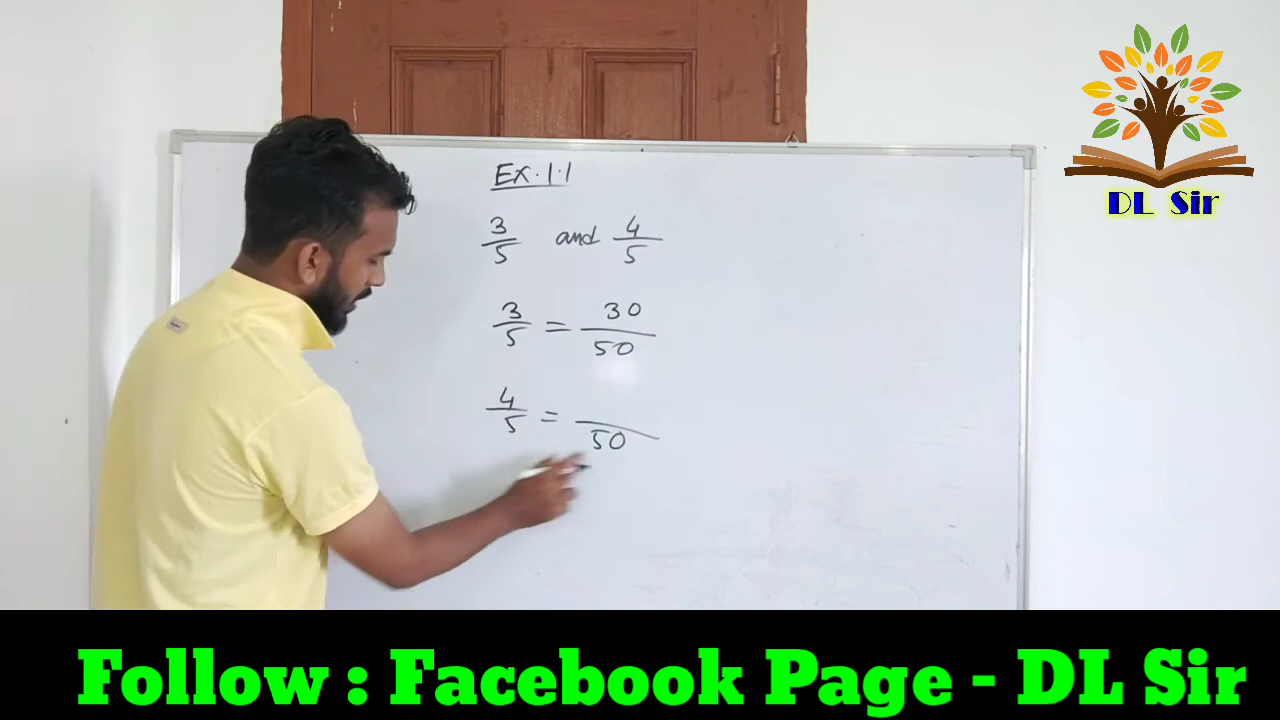 Ex.1.1
3/5 and 4/5
3/5 = 30/50
4/5 = /50
DL Sir
Follow : Facebook Page - DL Sir